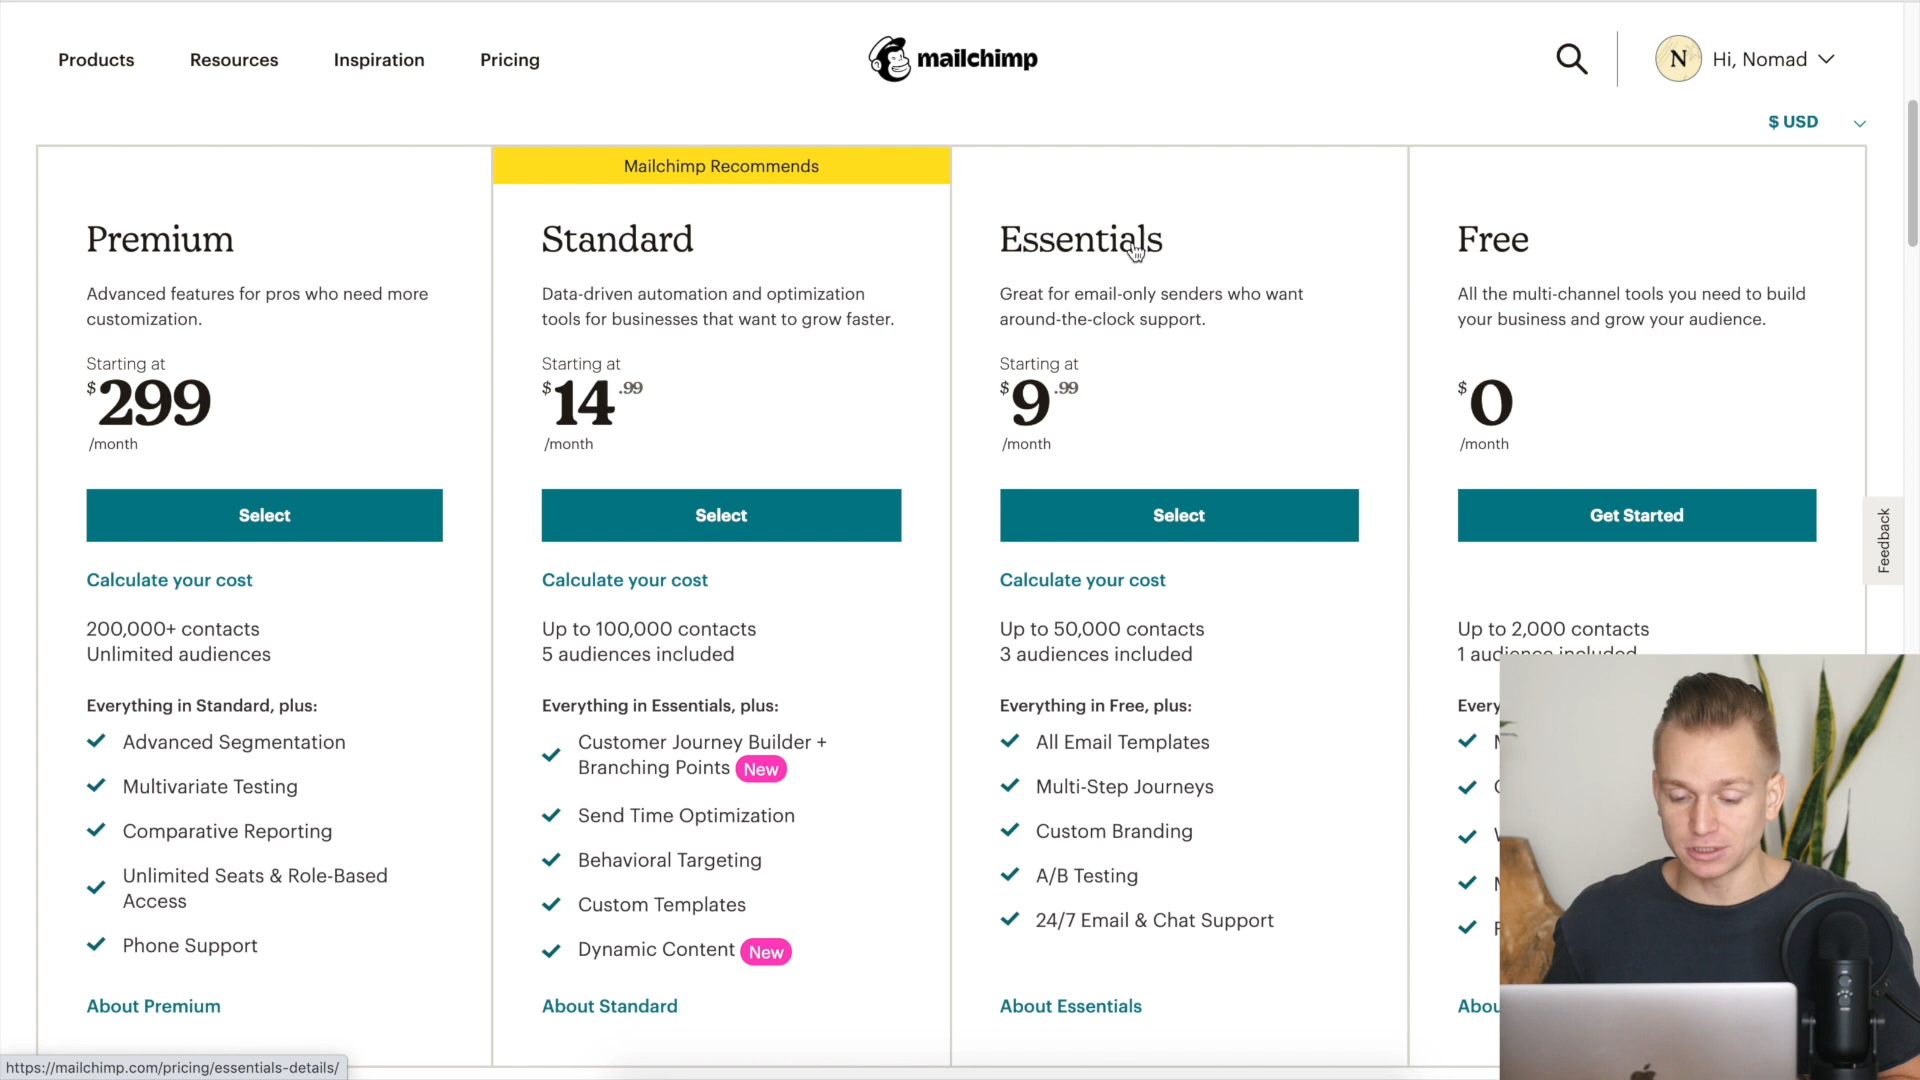 Products
Resources
Inspiration
Pricing
mailchimp
N
Hi, Nomad
$ USD
Mailchimp Recommends
Premium
Advanced features for pros who need more
customization.
Starting at
$299
/month
Select
Calculate your cost
200,000+ contacts
Unlimited audiences
Everything in Standard, plus:
Advanced Segmentation
Multivariate Testing
Comparative Reporting
Unlimited Seats & Role-Based
Access
Phone Support
About Premium
Standard
Data-driven automation and optimization
tools for businesses that want to grow faster.
Starting at
$14.99
/month
Select
Calculate your cost
Up to 100,000 contacts
5 audiences included
Everything in Essentials, plus:
Customer Journey Builder +
Branching Points New
Send Time Optimization
Behavioral Targeting
Custom Templates
Dynamic Content New
About Standard
Essentials
Great for email-only senders who want
around-the-clock support.
Starting at
$9.99
/month
Select
Calculate your cost
Up to 50,000 contacts
3 audiences included
Everything in Free, plus:
All Email Templates
Multi-Step Journeys
Custom Branding
A/B Testing
24/7 Email & Chat Support
About Essentials
Free
All the multi-channel tools you need to build
your business and grow your audience.
$0
/month
Get Started
Up to 2,000 contacts
1 audience included
Feedback
https://mailchimp.com/pricing/essentials-details/